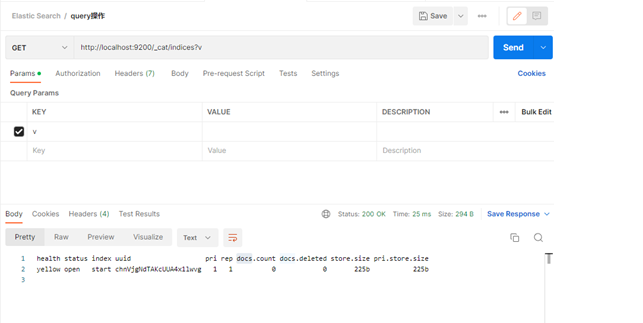 Elastic Search / query操作
Save
GET http://localhost:9200/_cat/indices?v Send
Params Authorization Headers (7) Body Pre-request Script Tests Settings Cookies
Query Params
KEY VALUE DESCRIPTION Bulk Edit
v
Key Value Description
Body Cookies Headers (4) Test Results Status: 200 OK Time: 25 ms Size: 294 B Save Response
Pretty Raw Preview Visualize Text
1 health status index uuid pri rep docs.count docs.deleted store.size pri.store.size
2 yellow open start chnVjgNdTAKcUUA4x1lwvg 1 1 0 0 225b 225b
3